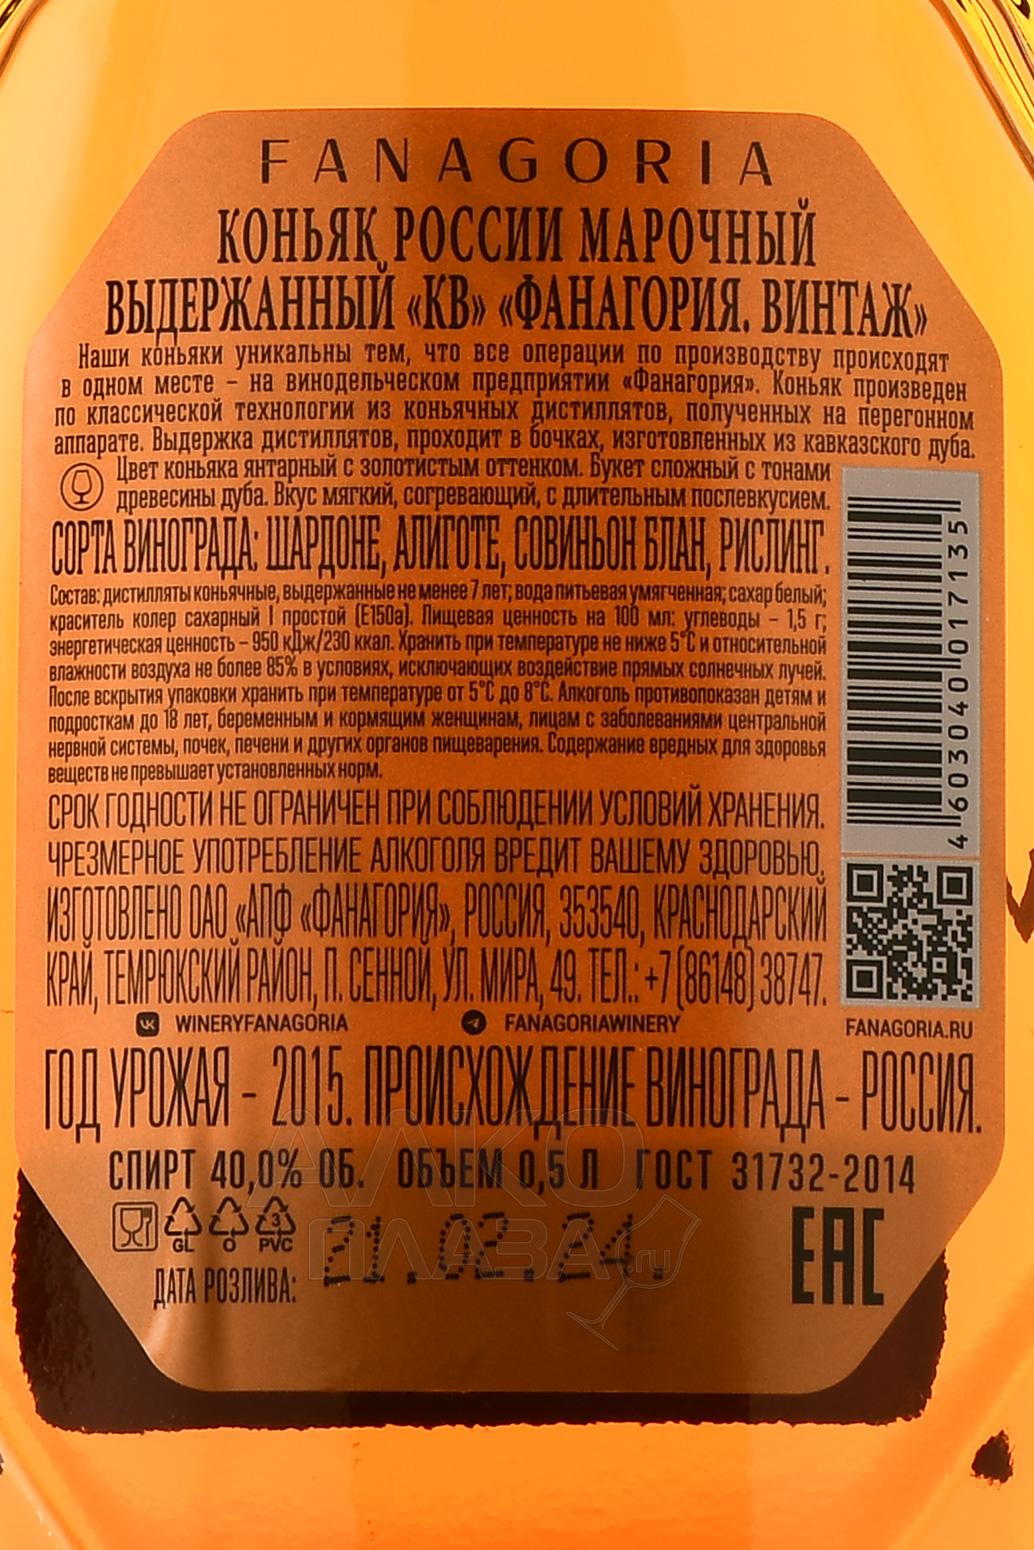 FANAGORIA
КОНЬЯК РОССИИ МАРОЧНЫЙ
ВЫДЕРЖАННЫЙ «КВ» «ФАНАГОРИЯ. ВИНТАЖ»
Наши коньяки уникальны тем, что все операции по производству происходят
в одном месте – на винодельческом предприятии «Фанагория». Коньяк произведен
по классической технологии из коньячных дистиллятов, полученных на перегонном
аппарате. Выдержка дистиллятов, проходит в бочках, изготовленных из кавказского дуба.
Цвет коньяка янтарный с золотистым оттенком. Букет сложный с тонами
древесины дуба. Вкус мягкий, согревающий, с длительным послевкусием.
СОРТА ВИНОГРАДА: ШАРДОНЕ, АЛИГОТЕ, СОВИНЬОН БЛАН, РИСЛИНГ.
Состав: дистилляты коньячные, выдержанные не менее 7 лет; вода питьевая умягченная; сахар белый;
краситель колер сахарный I простой (Е150а). Пищевая ценность на 100 мл: углеводы – 1,5 г;
энергетическая ценность – 950 кДж/230 ккал. Хранить при температуре не ниже 5°С и относительной
влажности воздуха не более 85% в условиях, исключающих воздействие прямых солнечных лучей.
После вскрытия упаковки хранить при температуре от 5°С до 8°С. Алкоголь противопоказан детям и
подросткам до 18 лет, беременным и кормящим женщинам, лицам с заболеваниями центральной
нервной системы, почек, печени и других органов пищеварения. Содержание вредных для здоровья
веществ не превышает установленных норм.
СРОК ГОДНОСТИ НЕ ОГРАНИЧЕН ПРИ СОБЛЮДЕНИИ УСЛОВИЙ ХРАНЕНИЯ.
ЧРЕЗМЕРНОЕ УПОТРЕБЛЕНИЕ АЛКОГОЛЯ ВРЕДИТ ВАШЕМУ ЗДОРОВЬЮ.
ИЗГОТОВЛЕНО ОАО «АПФ «ФАНАГОРИЯ», РОССИЯ, 353540, КРАСНОДАРСКИЙ
КРАЙ, ТЕМРЮКСКИЙ РАЙОН, П. СЕННОЙ, УЛ. МИРА, 49. ТЕЛ.: +7 (86148) 38747.
4 603040 017135
WINERYFANAGORIA FANAGORIAWINERY
FANAGORIA.RU
ГОД УРОЖАЯ – 2015. ПРОИСХОЖДЕНИЕ ВИНОГРАДА – РОССИЯ.
СПИРТ 40,0% ОБ. ОБЪЕМ 0,5 Л ГОСТ 31732-2014
GL O 3 PVC
ДАТА РОЗЛИВА: 21.02.24.
EAC
АЛКО
ПЛАЗА.ru